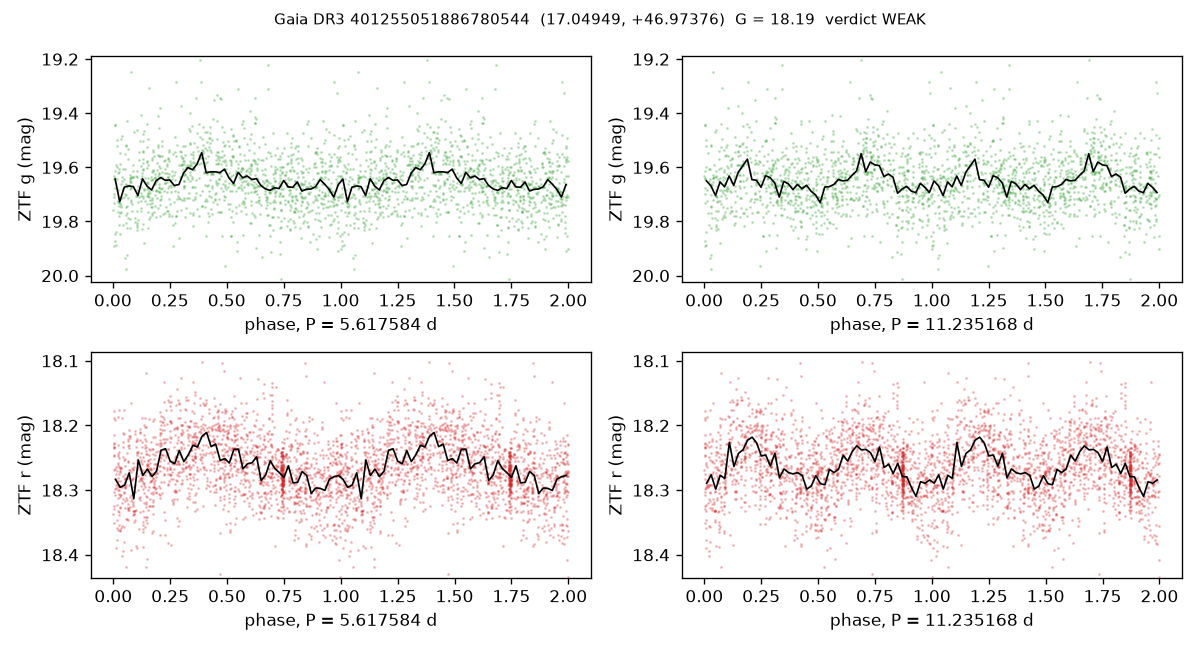 Gaia DR3 401255051886780544 (17.04949, +46.97376) G = 18.19 verdict WEAK
19.2
19.4
19.6
19.8
20.0
ZTF g (mag)
0.00 0.25 0.50 0.75 1.00 1.25 1.50 1.75 2.00
phase, P = 5.617584 d
19.2
19.4
19.6
19.8
20.0
ZTF g (mag)
0.00 0.25 0.50 0.75 1.00 1.25 1.50 1.75 2.00
phase, P = 11.235168 d
18.1
18.2
18.3
18.4
ZTF r (mag)
0.00 0.25 0.50 0.75 1.00 1.25 1.50 1.75 2.00
phase, P = 5.617584 d
18.1
18.2
18.3
18.4
ZTF r (mag)
0.00 0.25 0.50 0.75 1.00 1.25 1.50 1.75 2.00
phase, P = 11.235168 d